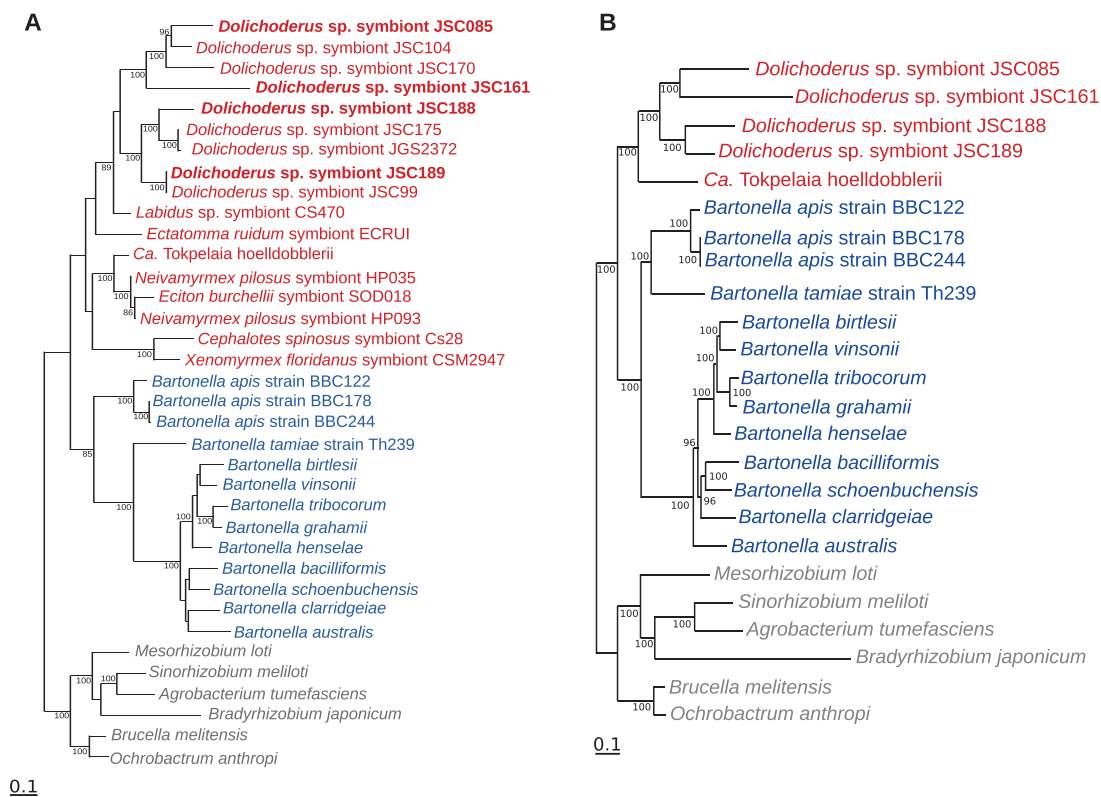 A
96
Dolichoderus sp. symbiont JSC085
100
Dolichoderus sp. symbiont JSC104
100
Dolichoderus sp. symbiont JSC170
Dolichoderus sp. symbiont JSC161
Dolichoderus sp. symbiont JSC188
100
Dolichoderus sp. symbiont JSC175
100
Dolichoderus sp. symbiont JGS2372
100
89
Dolichoderus sp. symbiont JSC189
100
Dolichoderus sp. symbiont JSC99
Labidus sp. symbiont CS470
Ectatomma ruidum symbiont ECRUI
Ca. Tokpelaia hoelldobblerii
100
Neivamyrmex pilosus symbiont HP035
100
Eciton burchellii symbiont SOD018
86
Neivamyrmex pilosus symbiont HP093
Cephalotes spinosus symbiont Cs28
100
Xenomyrmex floridanus symbiont CSM2947
Bartonella apis strain BBC122
100
Bartonella apis strain BBC178
100
Bartonella apis strain BBC244
85
Bartonella tamiae strain Th239
100
Bartonella birtlesii
Bartonella vinsonii
Bartonella tribocorum
100
100
Bartonella grahamii
Bartonella henselae
100
Bartonella bacilliformis
Bartonella schoenbuchensis
Bartonella clarridgeiae
Bartonella australis
Mesorhizobium loti
Sinorhizobium meliloti
100
100
Agrobacterium tumefasciens
100
Bradyrhizobium japonicum
Brucella melitensis
100
Ochrobactrum anthropi
0.1
B
Dolichoderus sp. symbiont JSC085
100
Dolichoderus sp. symbiont JSC161
100
Dolichoderus sp. symbiont JSC188
100
Dolichoderus sp. symbiont JSC189
100
Ca. Tokpelaia hoelldobblerii
Bartonella apis strain BBC122
100
Bartonella apis strain BBC178
100
Bartonella apis strain BBC244
100
100
Bartonella tamiae strain Th239
Bartonella birtlesii
100
Bartonella vinsonii
100
Bartonella tribocorum
100
100
100
Bartonella grahamii
Bartonella henselae
96
Bartonella bacilliformis
100
Bartonella schoenbuchensis
96
100
Bartonella clarridgeiae
Bartonella australis
Mesorhizobium loti
Sinorhizobium meliloti
100
100
Agrobacterium tumefasciens
100
Bradyrhizobium japonicum
Brucella melitensis
100
Ochrobactrum anthropi
0.1